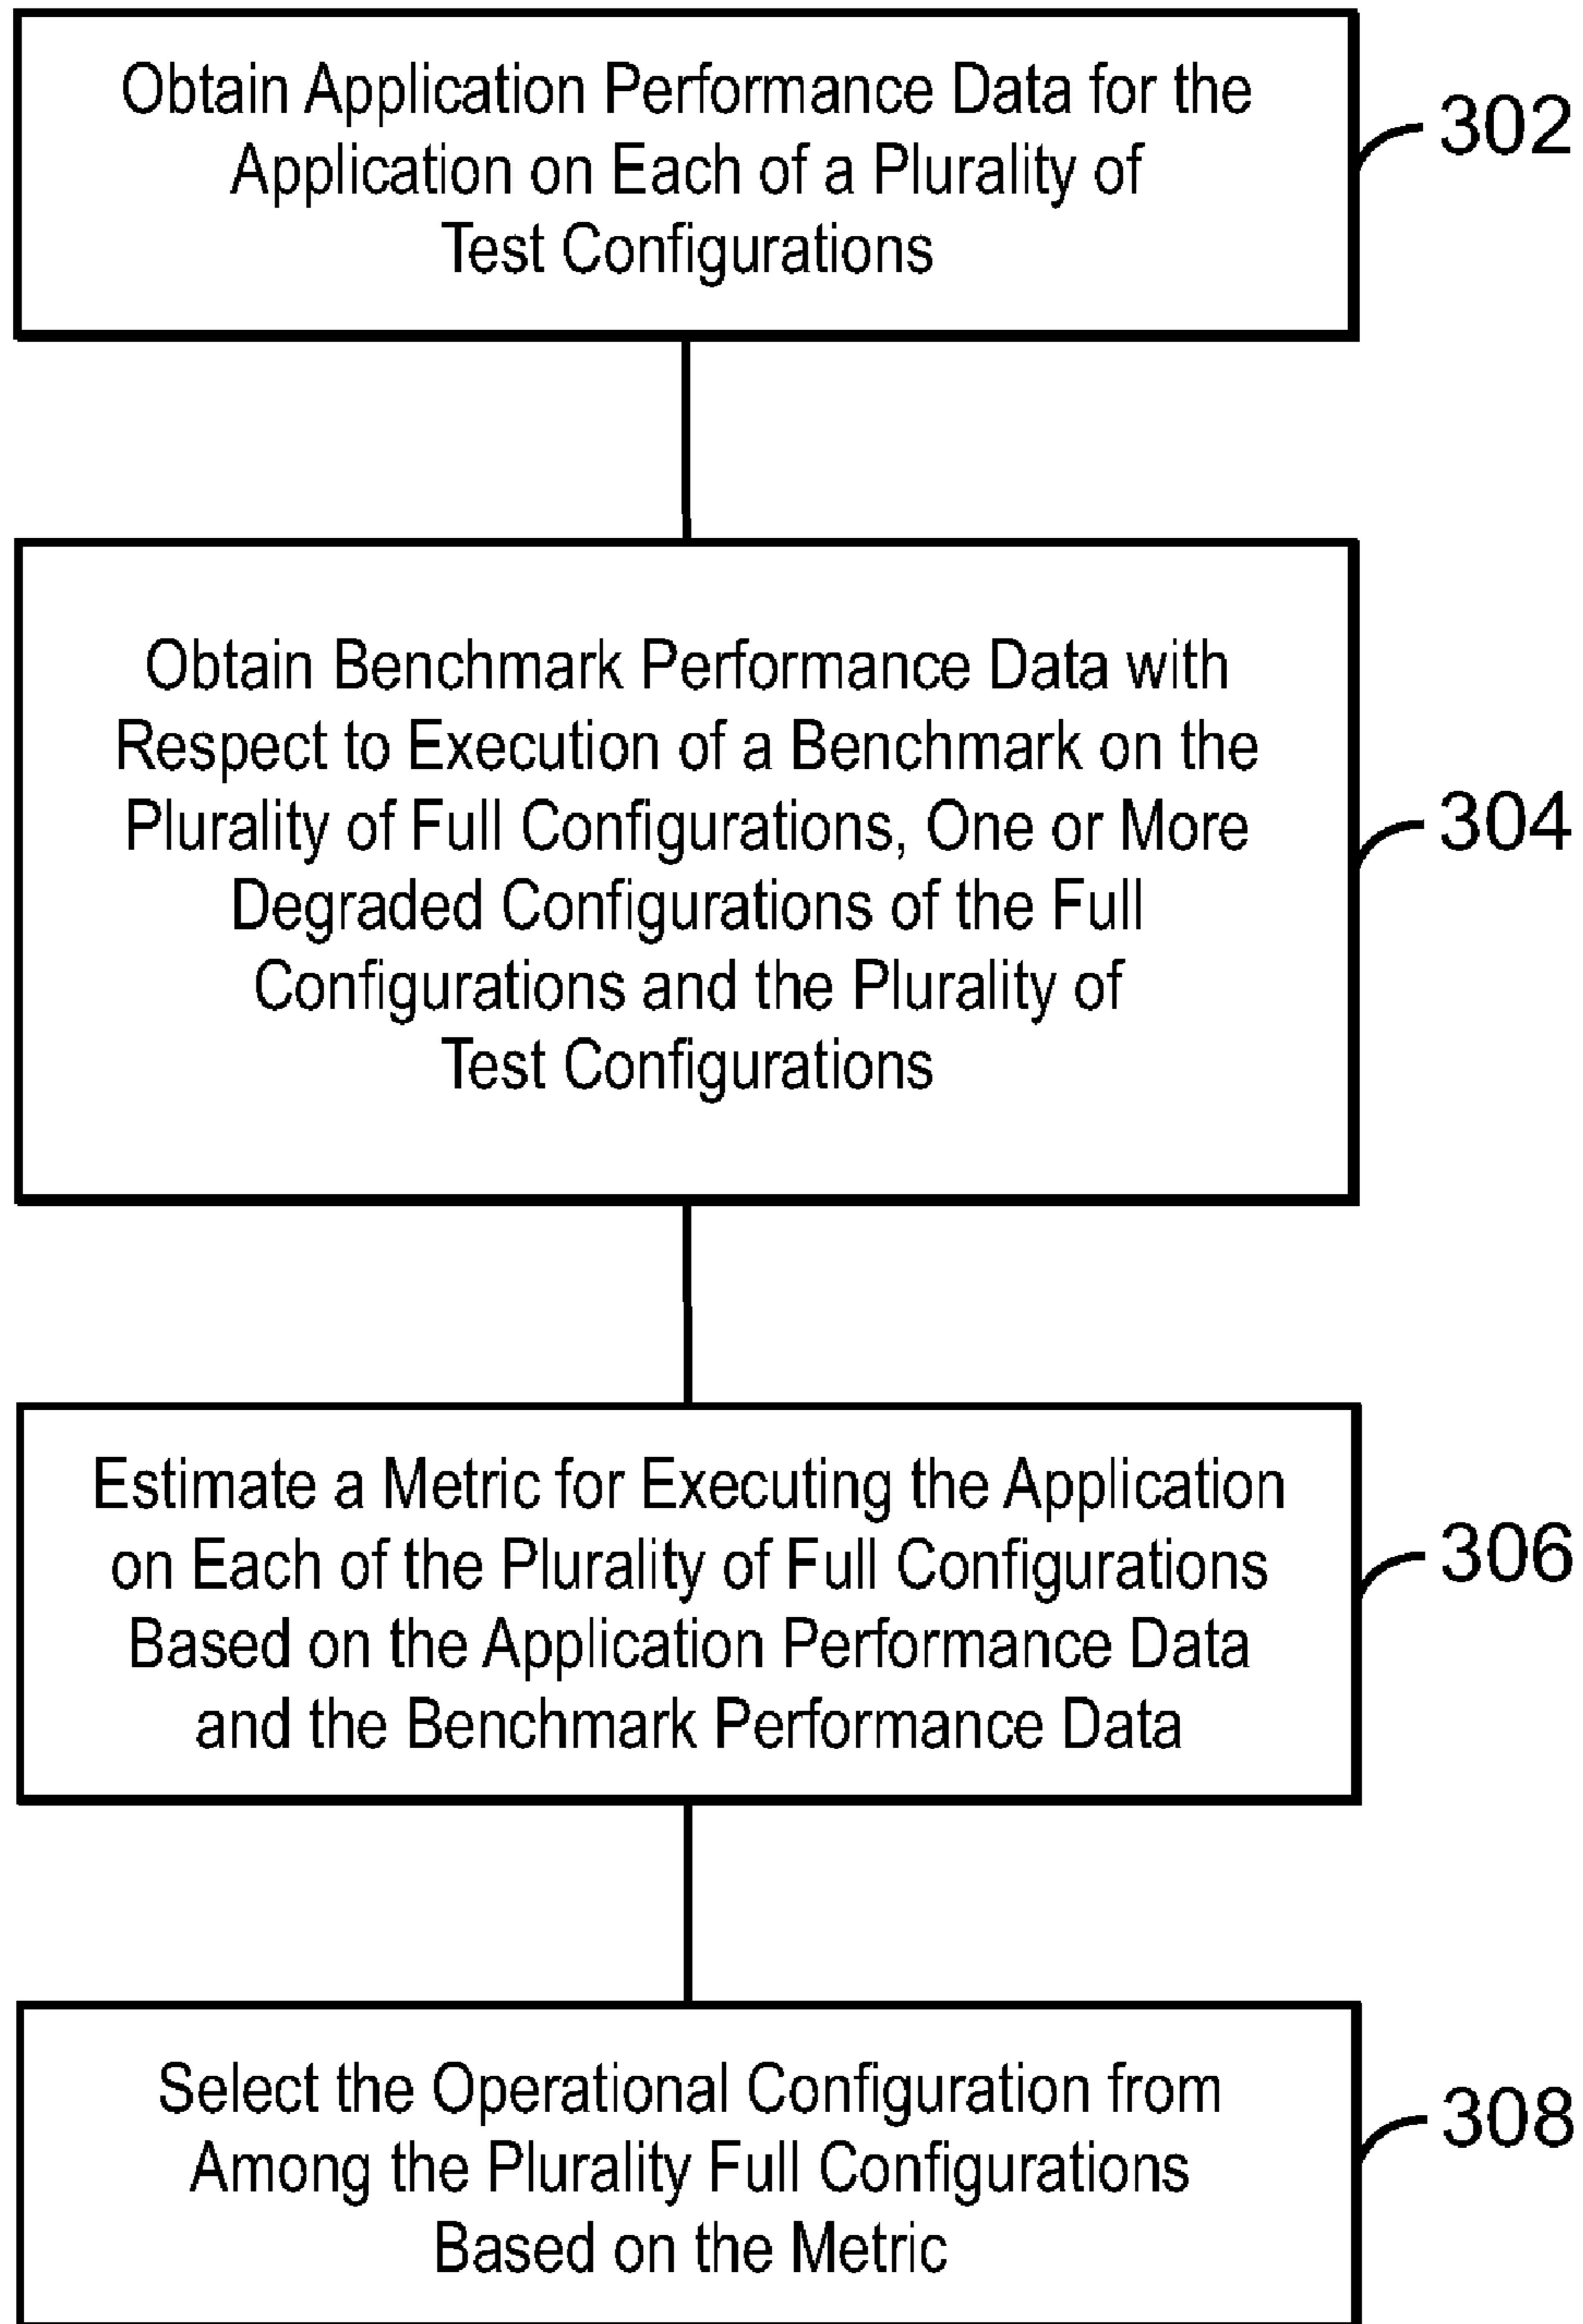 Obtain Application Performance Data for the
Application on Each of a Plurality of
Test Configurations
302
Obtain Benchmark Performance Data with
Respect to Execution of a Benchmark on the
Plurality of Full Configurations, One or More
Degraded Configurations of the Full
Configurations and the Plurality of
Test Configurations
304
Estimate a Metric for Executing the Application
on Each of the Plurality of Full Configurations
Based on the Application Performance Data
and the Benchmark Performance Data
306
Select the Operational Configuration from
Among the Plurality Full Configurations
Based on the Metric
308